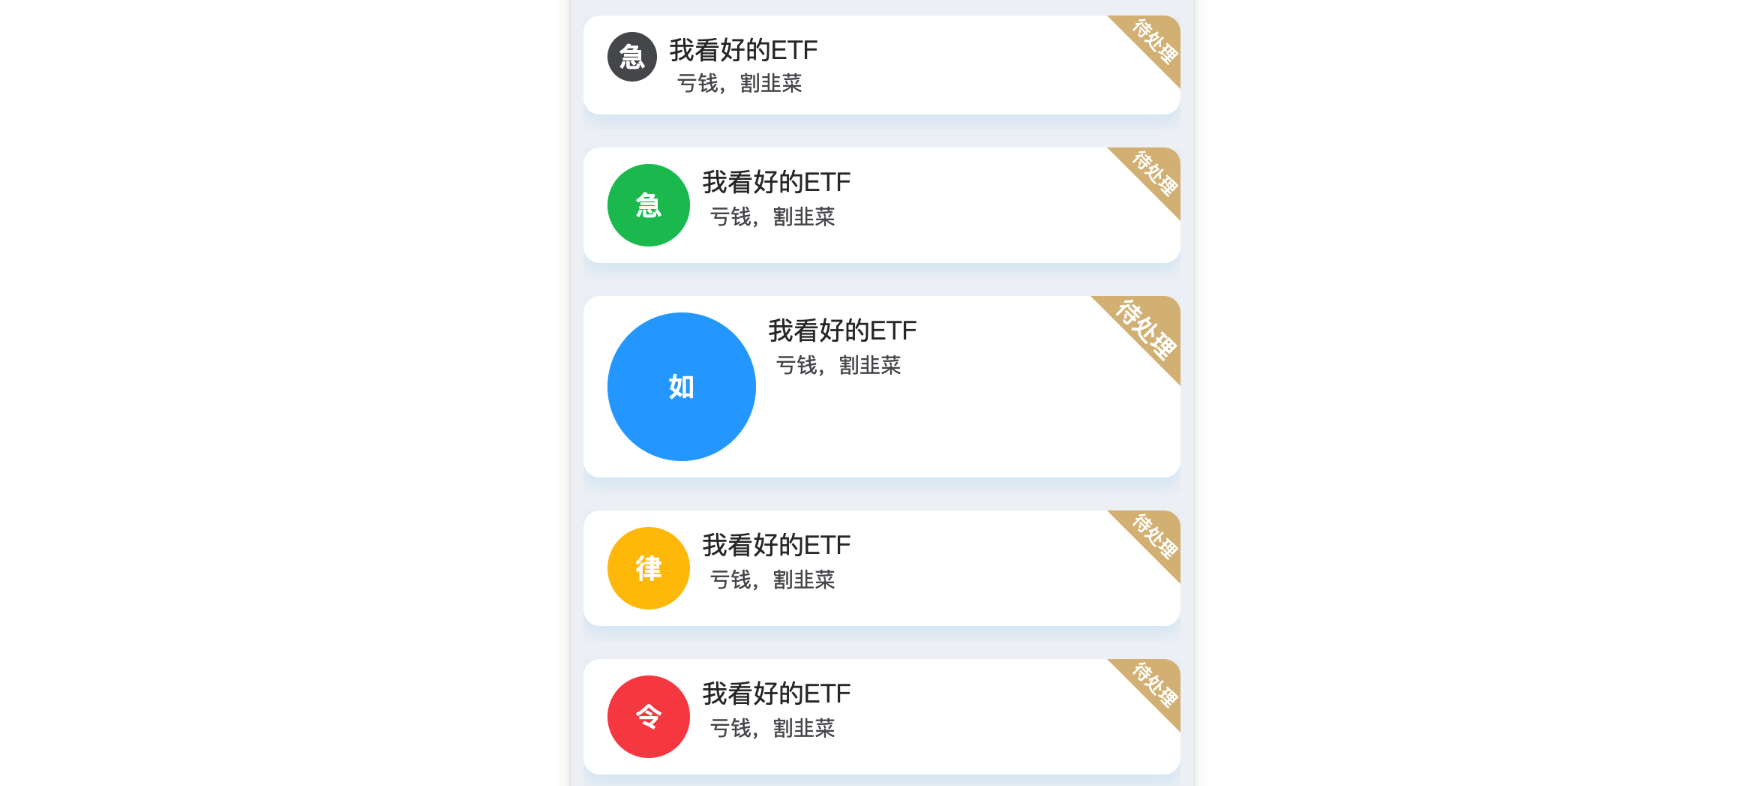 急
我看好的ETF
亏钱，割韭菜
待处理
急
我看好的ETF
亏钱，割韭菜
待处理
如
我看好的ETF
亏钱，割韭菜
待处理
律
我看好的ETF
亏钱，割韭菜
待处理
令
我看好的ETF
亏钱，割韭菜
待处理